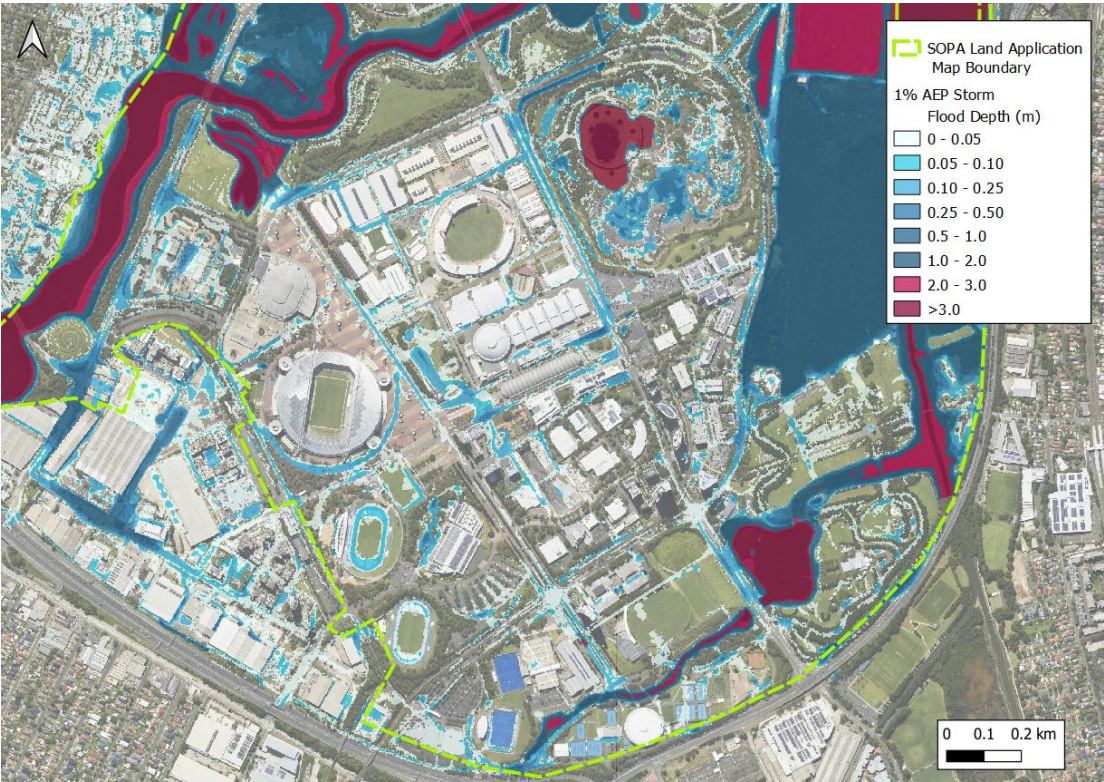 SOPA Land Application
Map Boundary
1% AEP Storm
Flood Depth (m)
0 - 0.05
0.05 - 0.10
0.10 - 0.25
0.25 - 0.50
0.5 - 1.0
1.0 - 2.0
2.0 - 3.0
>3.0
0 0.1 0.2 km